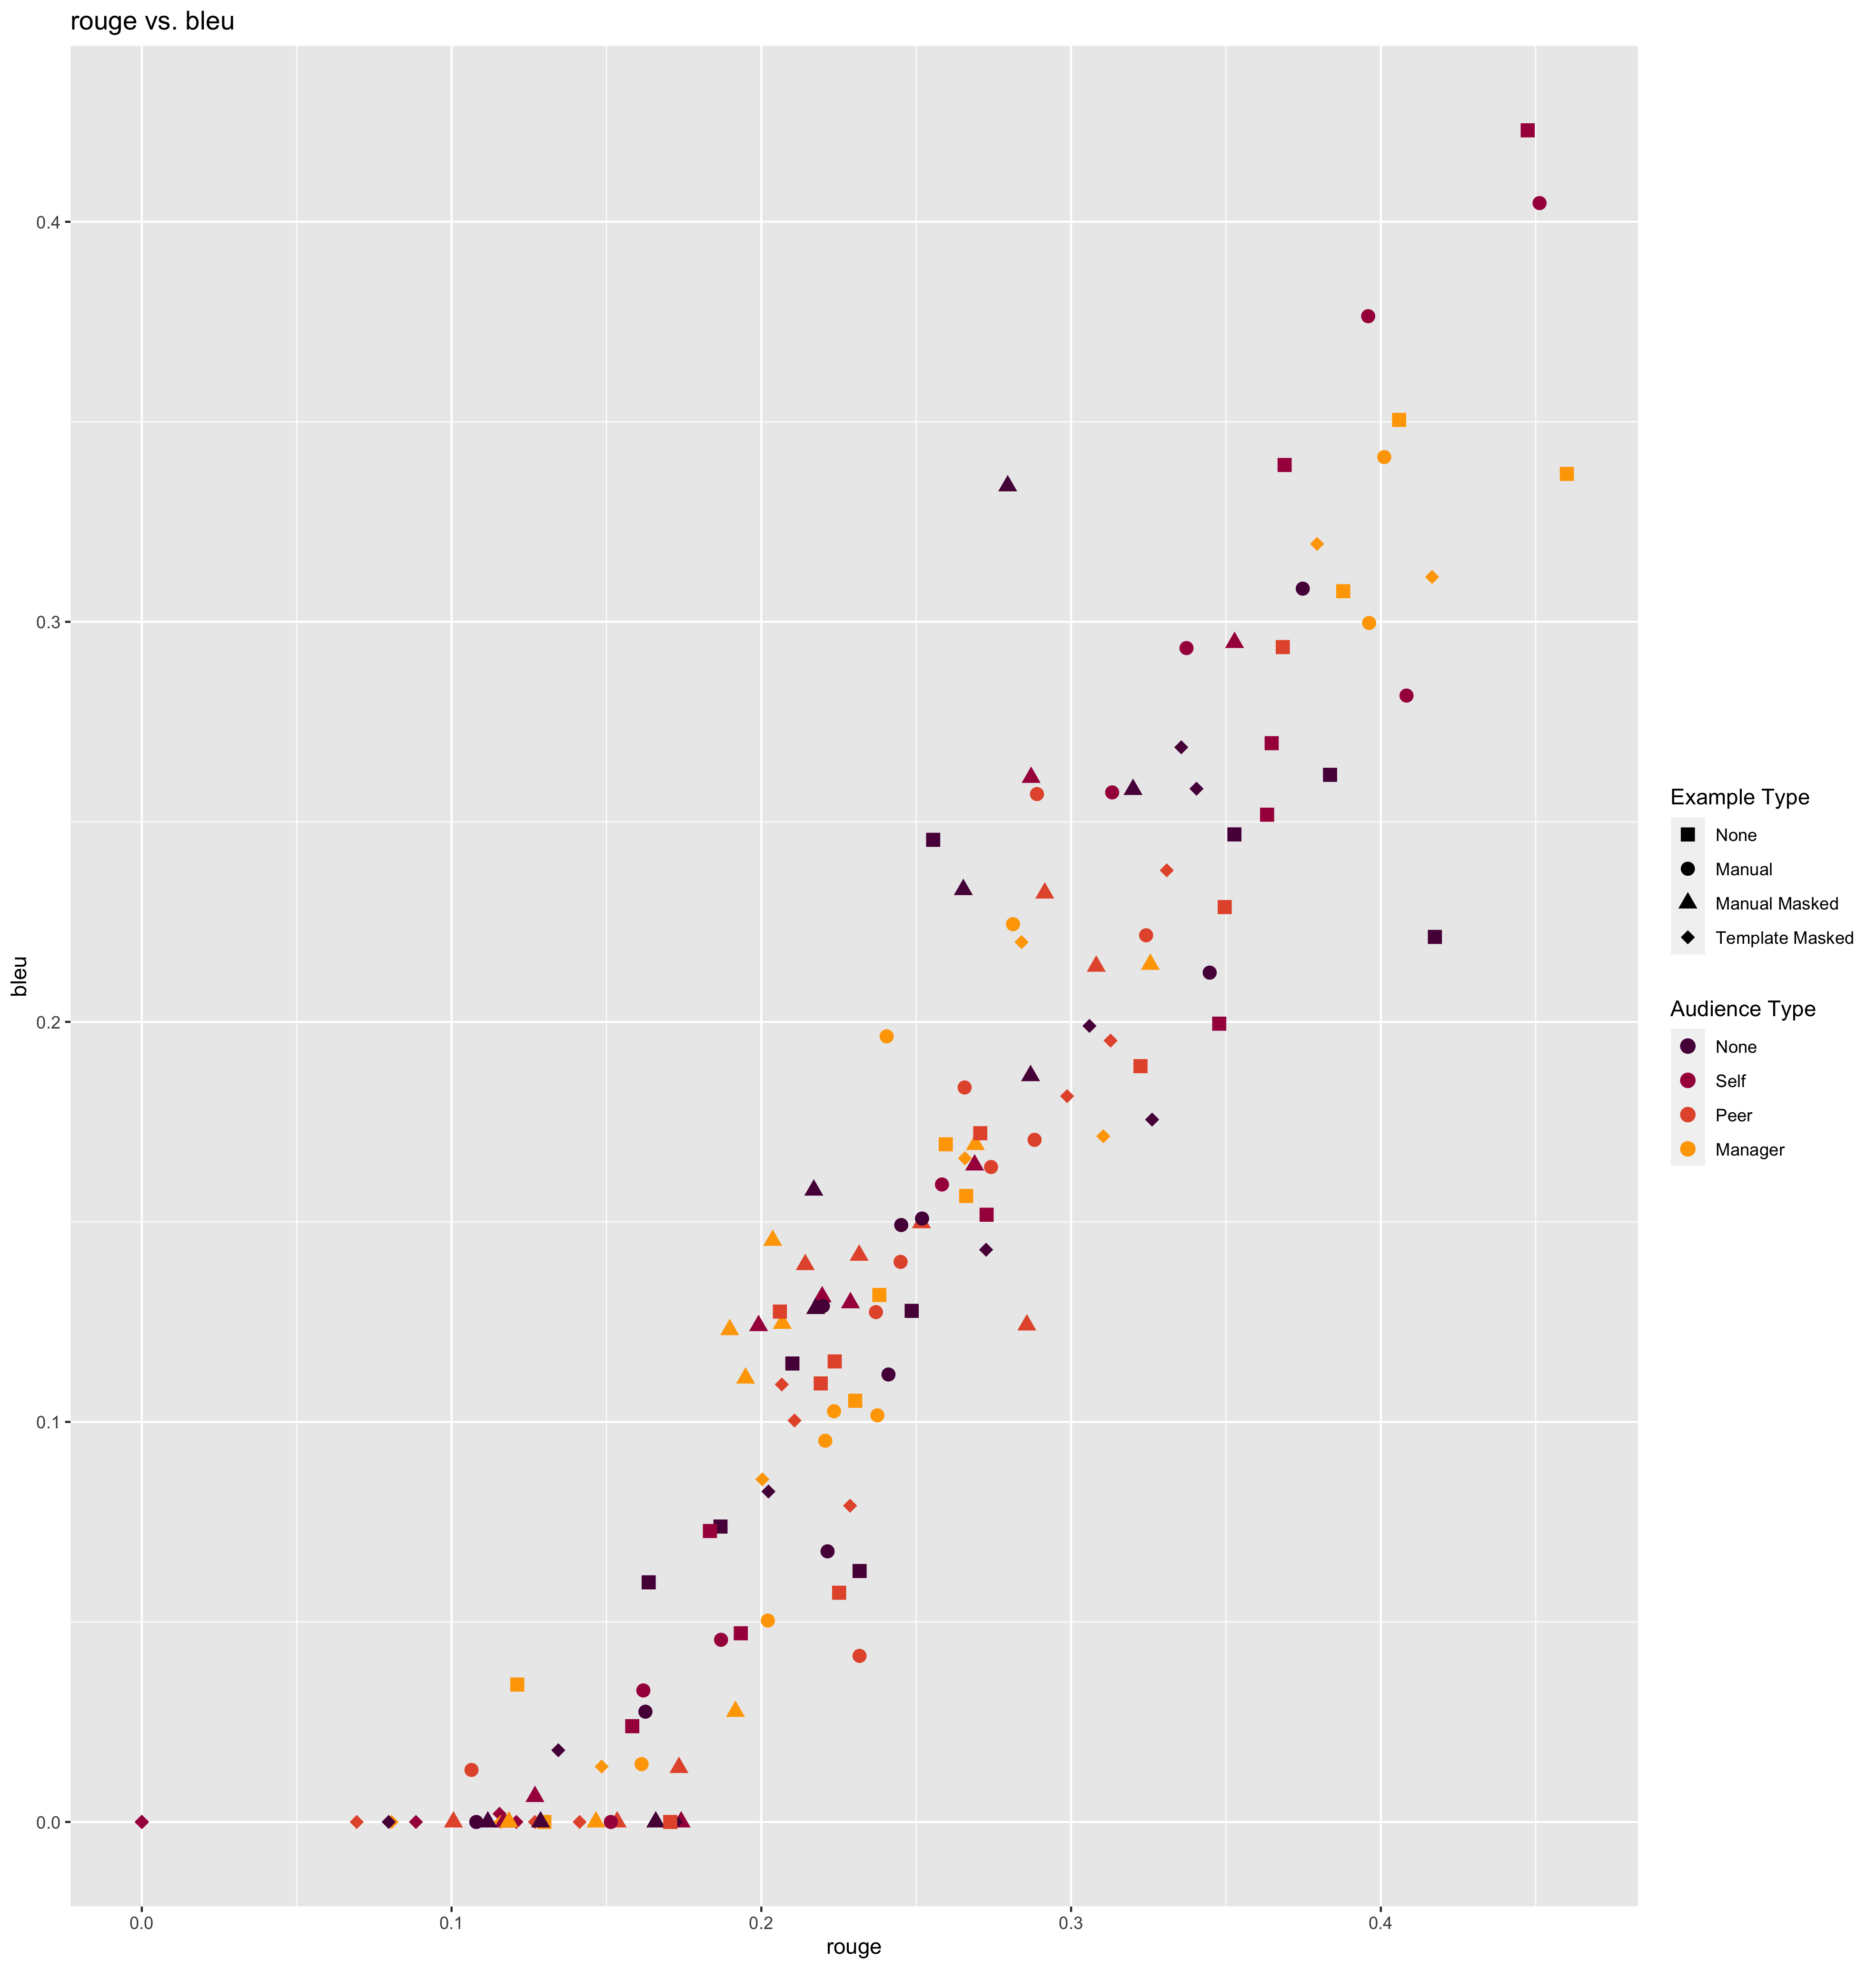 rouge vs. bleu
bleu
0.4
0.3
0.2
0.1
0.0
0.0
0.1
0.2
0.3
0.4
rouge
Example Type
None
Manual
Manual Masked
Template Masked
Audience Type
None
Self
Peer
Manager